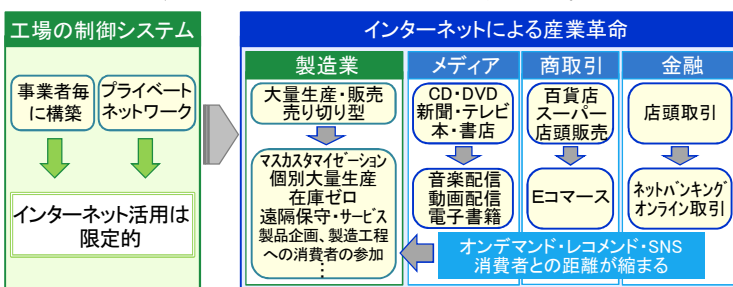 工場の制御システム
事業者毎
に構築
プライベート
ネットワーク
インターネット活用は
限定的
インターネットによる産業革命
製造業
大量生産・販売
売り切り型
マスカスタマイゼーション
個別大量生産
在庫ゼロ
遠隔保守・サービス
製品企画、製造工程
への消費者の参加
⋮
メディア
CD・DVD
新聞・テレビ
本・書店
音楽配信
動画配信
電子書籍
商取引
百貨店
スーパー
店頭販売
Eコマース
金融
店頭取引
ネットバンキング
オンライン取引
オンデマンド・レコメンド・SNS
消費者との距離が縮まる